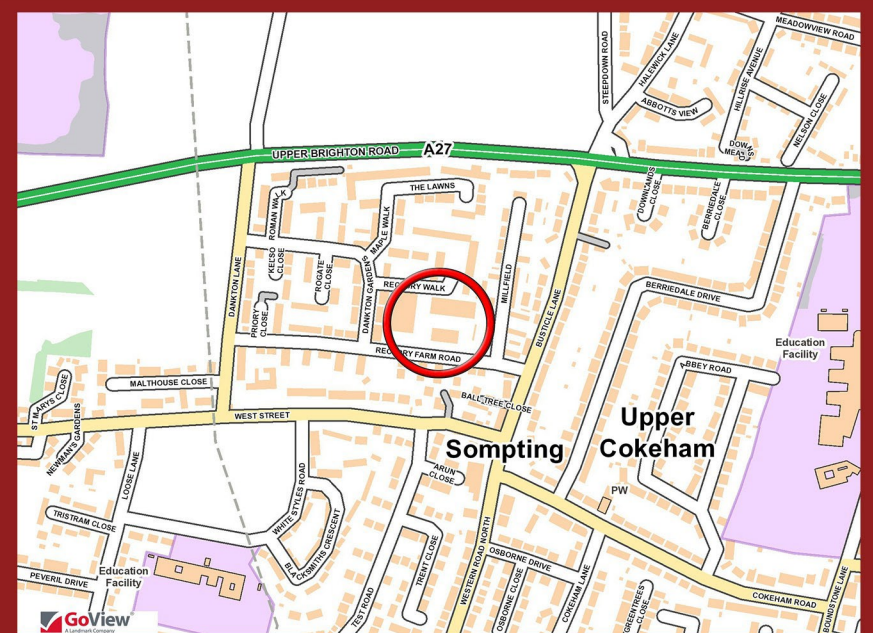 MEADOWVIEW ROAD
STEEPDOWN ROAD
HALEWICK LANE
HILLRISE AVENUE
ABBOTTS VIEW
NELSON CLOSE
UPPER BRIGHTON ROAD
A27
THE LAWNS
DOWNLANDS
CLOSE
BERRIEDALE
CLOSE
ROMAN WALK
MAPLE WALK
KELSO
CLOSE
ROGATE
CLOSE
DANKTON LANE
DANKTON GARDENS
RECTORY WALK
MILLFIELD
BERRIEDALE DRIVE
BUSTICLE LANE
PRIORY
CLOSE
RECTORY FARM ROAD
Education
Facility
ABBEY ROAD
MALTHOUSE CLOSE
ST MARYS CLOSE
NEWMAN'S GARDENS
WEST STREET
BALL TREE CLOSE
Upper
Cokeham
Sompting
LOOSE LANE
WHITE STYLES ROAD
ARUN
CLOSE
PW
TRISTRAM CLOSE
BLACKSMITHS CRESCENT
WESTERN ROAD NORTH
TRENT CLOSE
OSBORNE DRIVE
Education
Facility
PEVERIL DRIVE
TEST ROAD
OSBORNE CLOSE
COKEHAM LANE
GREENTREES
CLOSE
COKEHAM ROAD
BOUNDSTONE LANE
GoView
A Landmark Company